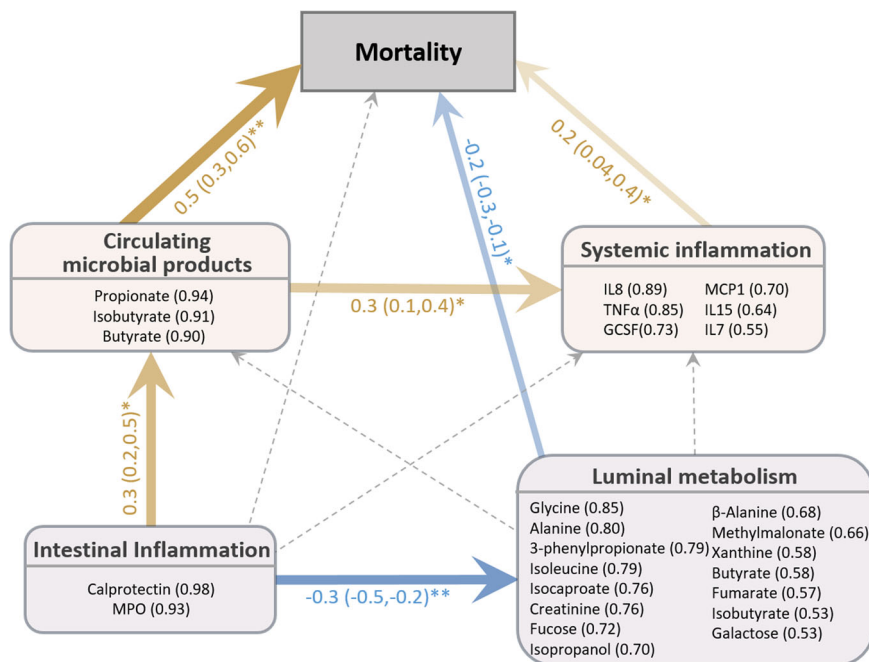 Mortality
0.5 (0.3,0.6)**
-0.2 (-0.3,-0.1)*
0.2 (0.04,0.4)*
Circulating
microbial products
Propionate (0.94)
Isobutyrate (0.91)
Butyrate (0.90)
0.3 (0.1,0.4)*
Systemic inflammation
IL8 (0.89)
TNFα (0.85)
GCSF(0.73)
MCP1 (0.70)
IL15 (0.64)
IL7 (0.55)
0.3 (0.2,0.5)*
Intestinal Inflammation
Calprotectin (0.98)
MPO (0.93)
-0.3 (-0.5,-0.2)**
Luminal metabolism
Glycine (0.85)
Alanine (0.80)
3-phenylpropionate (0.79)
Isoleucine (0.79)
Isocaproate (0.76)
Creatinine (0.76)
Fucose (0.72)
Isopropanol (0.70)
β-Alanine (0.68)
Methylmalonate (0.66)
Xanthine (0.58)
Butyrate (0.58)
Fumarate (0.57)
Isobutyrate (0.53)
Galactose (0.53)